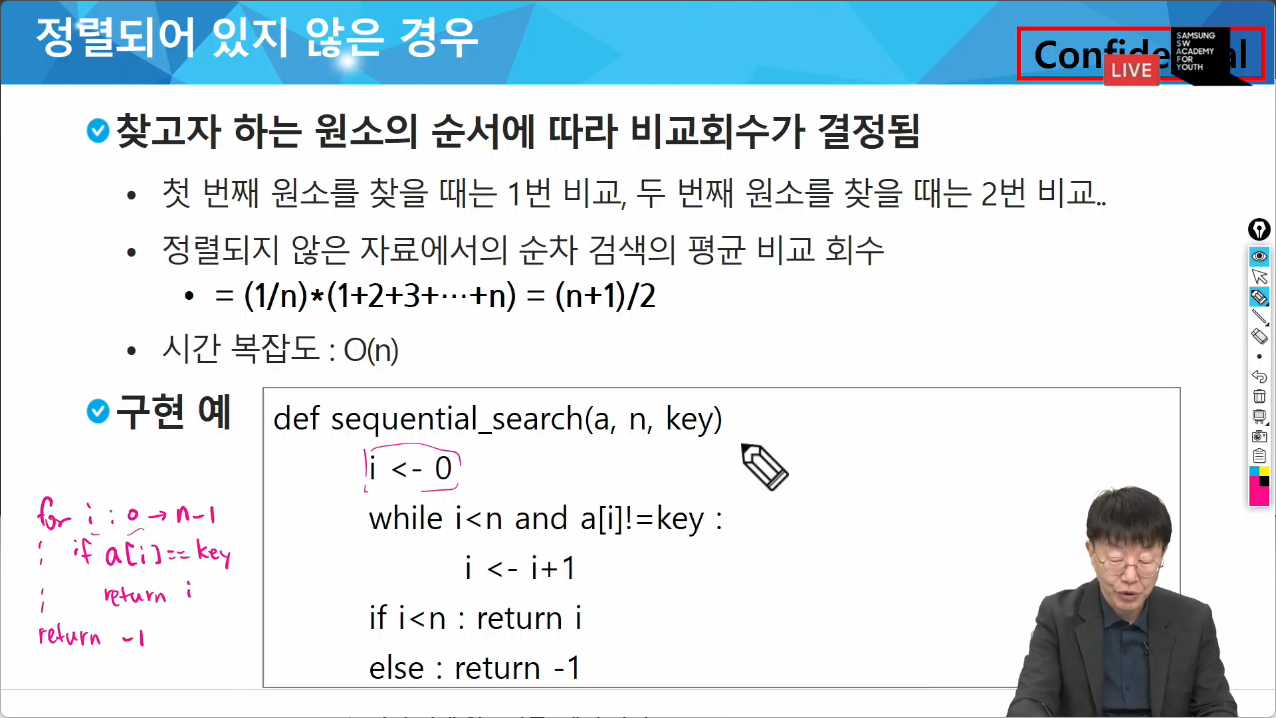 정렬되어 있지 않은 경우
SAMSUNG
SW
ACADEMY
FOR
YOUTH
LIVE
찾고자 하는 원소의 순서에 따라 비교회수가 결정됨
• 첫 번째 원소를 찾을 때는 1번 비교, 두 번째 원소를 찾을 때는 2번 비교..
• 정렬되지 않은 자료에서의 순차 검색의 평균 비교 회수
• = (1/n)*(1+2+3+⋯+n) = (n+1)/2
• 시간 복잡도 : O(n)
구현 예
def sequential_search(a, n, key)
i <- 0
while i<n and a[i]!=key :
i <- i+1
if i<n : return i
else : return -1
for i : 0 → n-1
if a[i]==key
return i
return -1